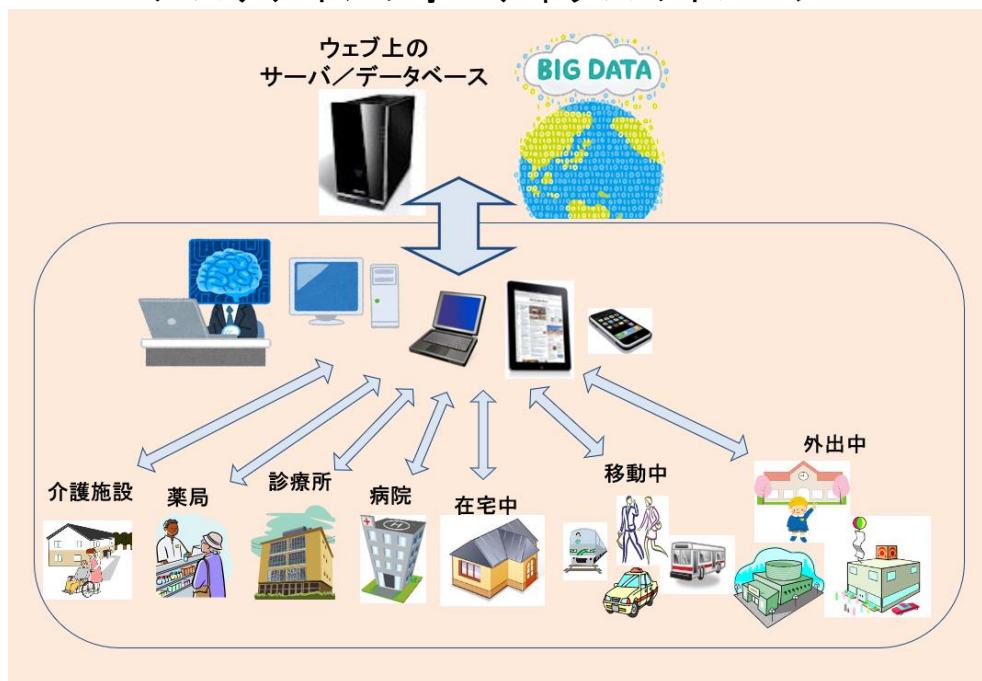 ウェブ上の
サーバ／データベース
BIG DATA
介護施設
薬局
診療所
病院
在宅中
移動中
外出中